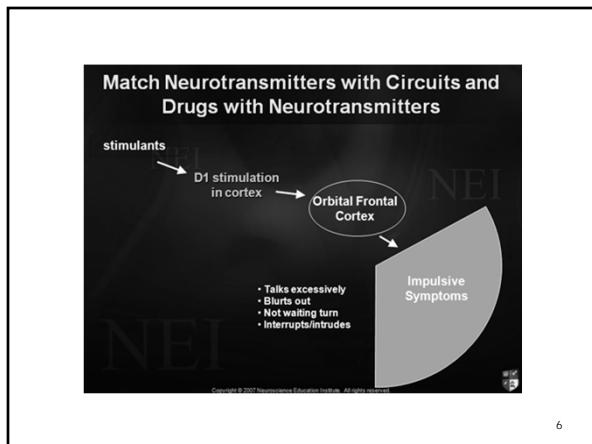 Match Neurotransmitters with Circuits and
Drugs with Neurotransmitters
stimulants
NEI
D1 stimulation
in cortex
NEI
Orbital Frontal
Cortex
Impulsive
Symptoms
• Talks excessively
• Blurts out
• Not waiting turn
• Interrupts/intrudes
NEI
Copyright © 2007 Neuroscience Education Institute. All rights reserved.
6